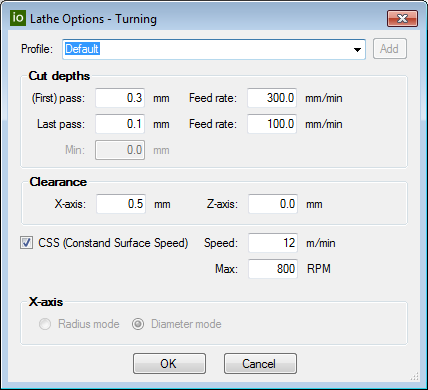 io Lathe Options - Turning
Profile: Default Add
Cut depths
(First) pass: 0.3 mm Feed rate: 300.0 mm/min
Last pass: 0.1 mm Feed rate: 100.0 mm/min
Min: 0.0 mm
Clearance
X-axis: 0.5 mm Z-axis: 0.0 mm
CSS (Constand Surface Speed) Speed: 12 m/min
Max: 800 RPM
X-axis
Radius mode Diameter mode
OK Cancel